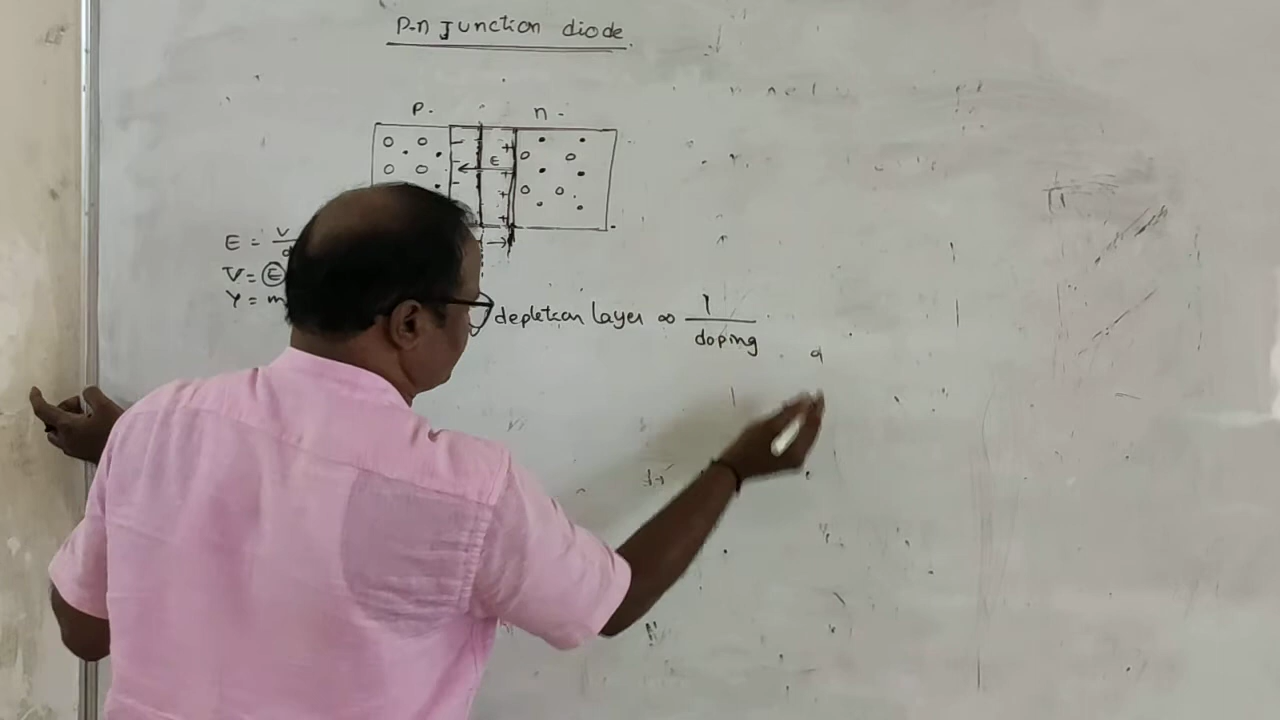 P-n Junction diode
P- n-
E
E = V
V = E
Y = m
depletion layer ∝ 1
doping